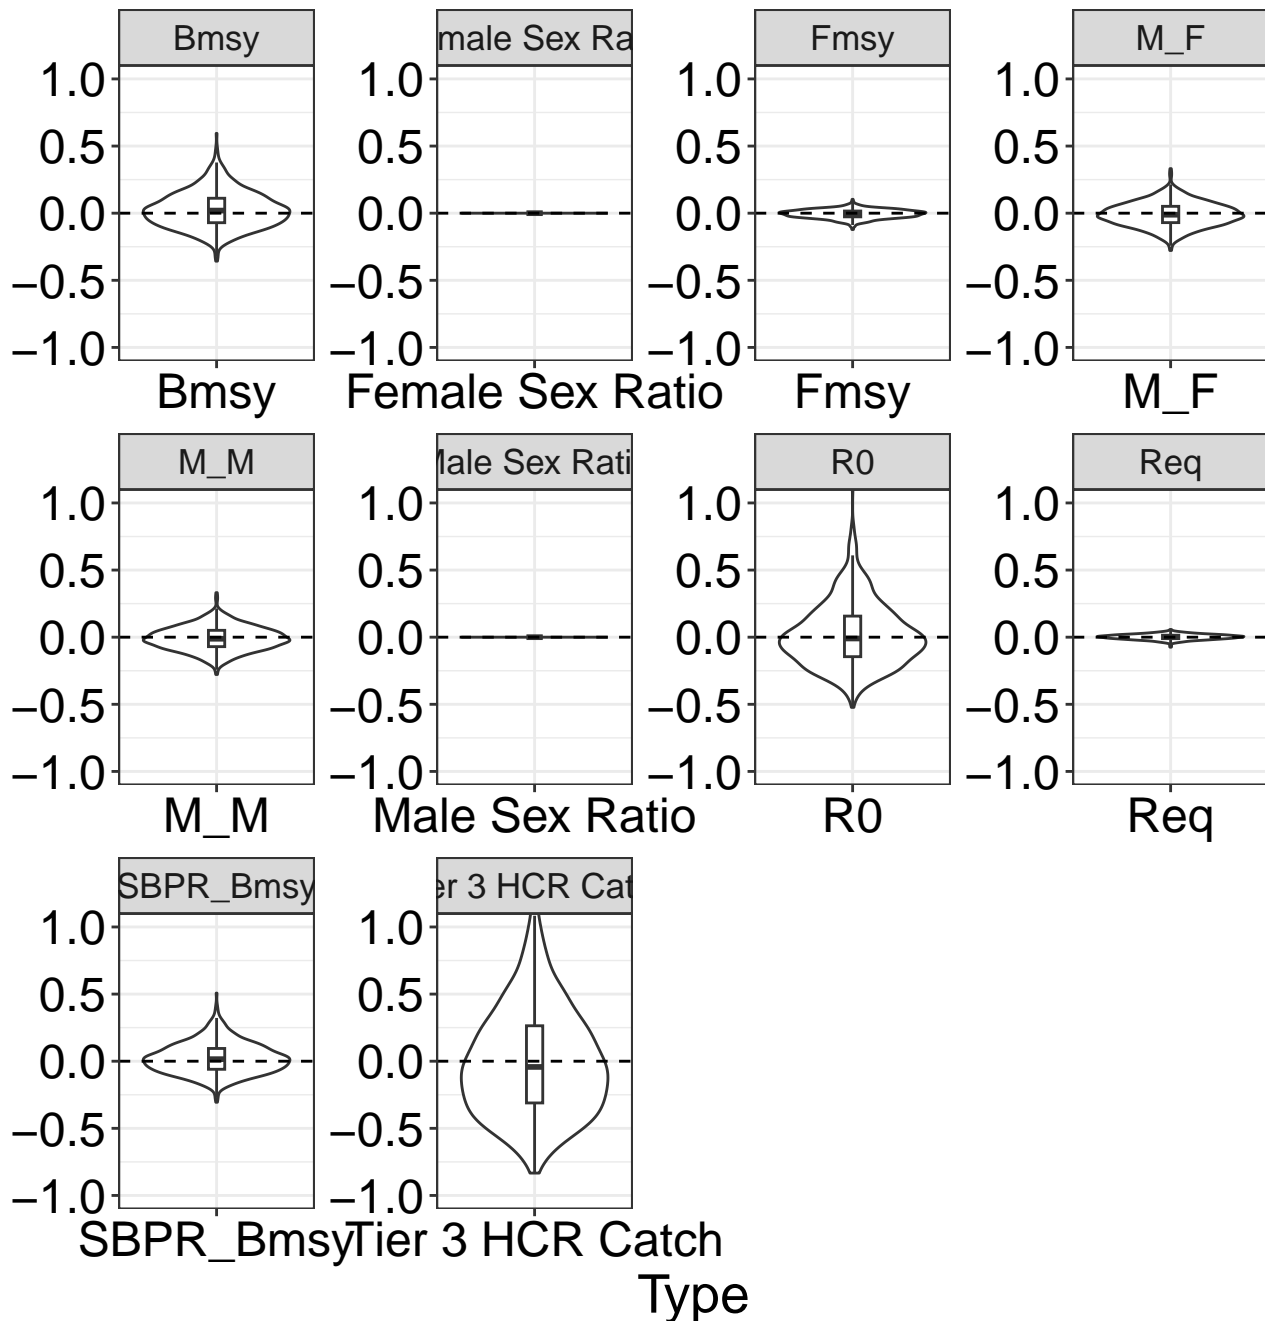 Bmsy
male Sex Ra
Fmsy
M_F
1.0
0.5
0.0
−0.5
−1.0
1.0
0.5
0.0
−0.5
−1.0
1.0
0.5
0.0
−0.5
−1.0
1.0
0.5
0.0
−0.5
−1.0
Bmsy
Female Sex Ratio
Fmsy
M_F
M_M
Male Sex Rati
R0
Req
1.0
0.5
0.0
−0.5
−1.0
1.0
0.5
0.0
−0.5
−1.0
1.0
0.5
0.0
−0.5
−1.0
1.0
0.5
0.0
−0.5
−1.0
M_M
Male Sex Ratio
R0
Req
SBPR_Bmsy
er 3 HCR Cat
1.0
0.5
0.0
−0.5
−1.0
1.0
0.5
0.0
−0.5
−1.0
SBPR_Bmsy
Tier 3 HCR Catch
Type